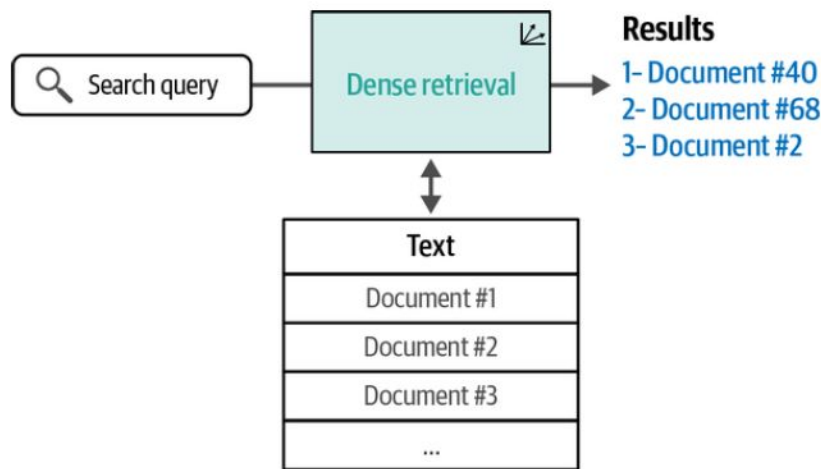 Search query
Dense retrieval
Results
1- Document #40
2- Document #68
3- Document #2
Text
Document #1
Document #2
Document #3
...